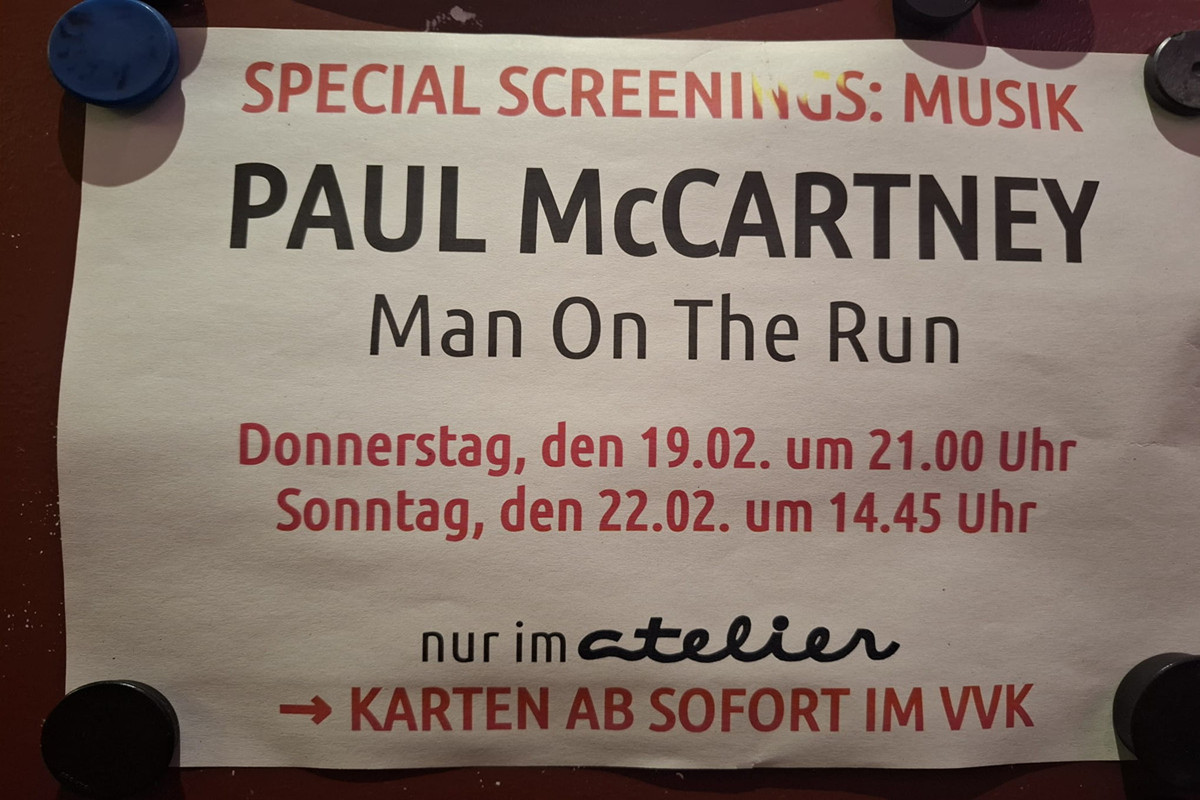 SPECIAL SCREENINGS: MUSIK
PAUL McCARTNEY
Man On The Run
Donnerstag, den 19.02. um 21.00 Uhr
Sonntag, den 22.02. um 14.45 Uhr
nur im atelier
→ KARTEN AB SOFORT IM VVK